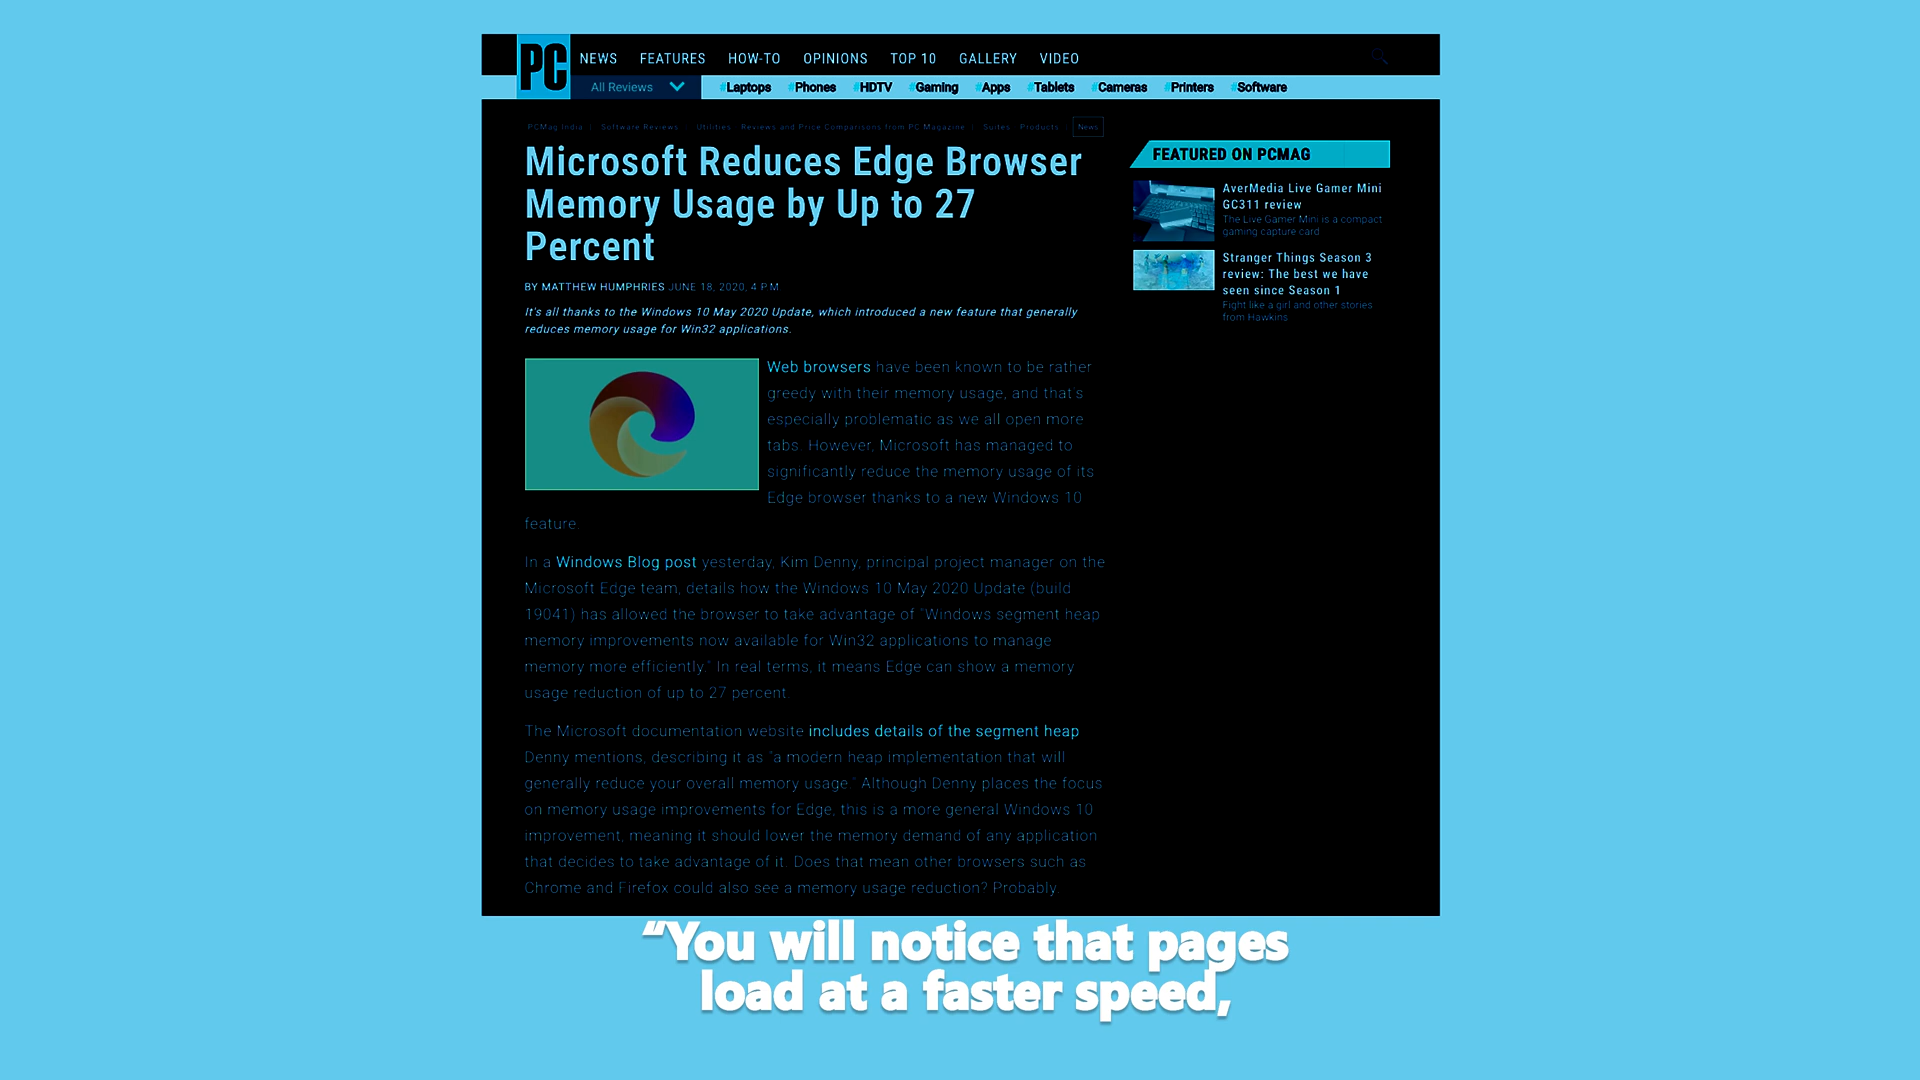 PC
NEWS FEATURES HOW-TO OPINIONS TOP 10 GALLERY VIDEO
All Reviews #Laptops #Phones #HDTV #Gaming #Apps #Tablets #Cameras #Printers #Software
PCMag India | Software Reviews Utilities Reviews and Price Comparisons from PC Magazine | Suites Products News
Microsoft Reduces Edge Browser
Memory Usage by Up to 27
Percent
BY MATTHEW HUMPHRIES JUNE 18, 2020, 4 P.M.
It's all thanks to the Windows 10 May 2020 Update, which introduced a new feature that generally
reduces memory usage for Win32 applications.
Web browsers have been known to be rather
greedy with their memory usage, and that's
especially problematic as we all open more
tabs. However, Microsoft has managed to
significantly reduce the memory usage of its
Edge browser thanks to a new Windows 10
feature.
In a Windows Blog post yesterday, Kim Denny, principal project manager on the
Microsoft Edge team, details how the Windows 10 May 2020 Update (build
19041) has allowed the browser to take advantage of "Windows segment heap
memory improvements now available for Win32 applications to manage
memory more efficiently." In real terms, it means Edge can show a memory
usage reduction of up to 27 percent.
The Microsoft documentation website includes details of the segment heap
Denny mentions, describing it as "a modern heap implementation that will
generally reduce your overall memory usage." Although Denny places the focus
on memory usage improvements for Edge, this is a more general Windows 10
improvement, meaning it should lower the memory demand of any application
that decides to take advantage of it. Does that mean other browsers such as
Chrome and Firefox could also see a memory usage reduction? Probably.
FEATURED ON PCMAG
AverMedia Live Gamer Mini
GC311 review
The Live Gamer Mini is a compact
gaming capture card
Stranger Things Season 3
review: The best we have
seen since Season 1
Fight like a girl and other stories
from Hawkins
“You will notice that pages
load at a faster speed,